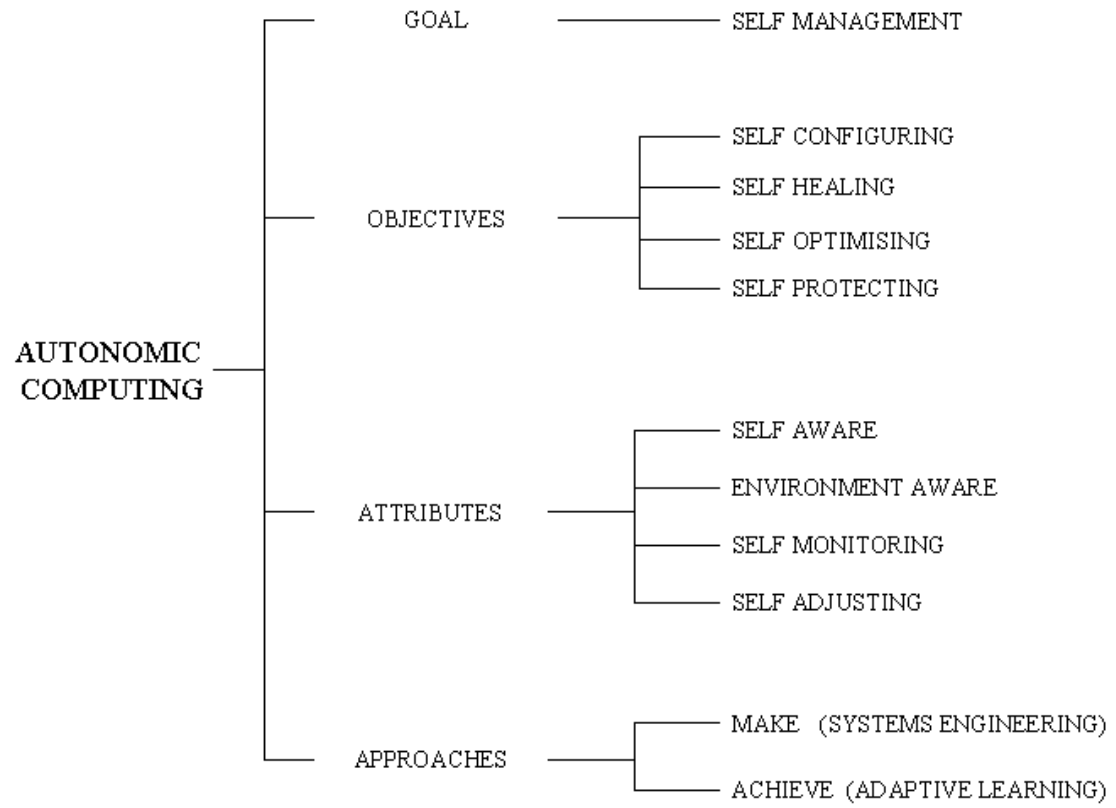 GOAL
SELF MANAGEMENT
OBJECTIVES
SELF CONFIGURING
SELF HEALING
SELF OPTIMISING
SELF PROTECTING
AUTONOMIC
COMPUTING
ATTRIBUTES
SELF AWARE
ENVIRONMENT AWARE
SELF MONITORING
SELF ADJUSTING
APPROACHES
MAKE (SYSTEMS ENGINEERING)
ACHIEVE (ADAPTIVE LEARNING)